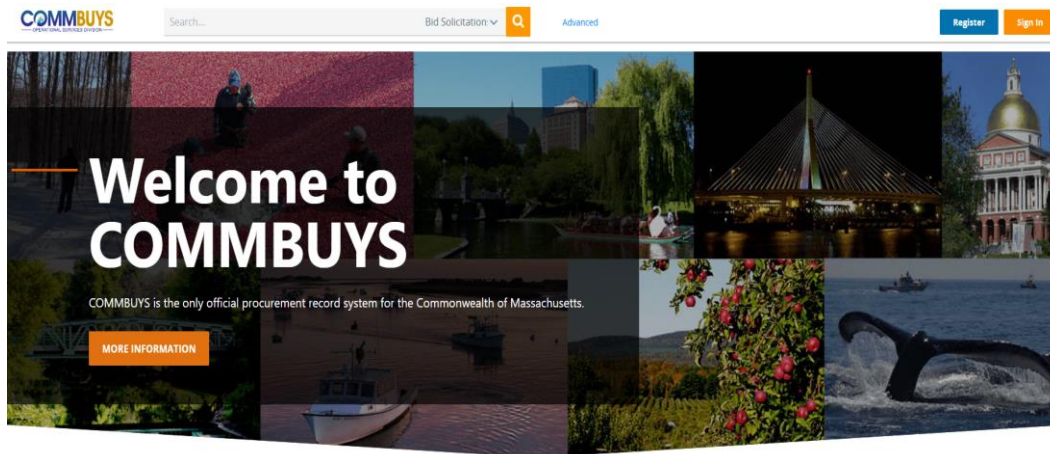 COMMBUYS
OPERATIONAL SERVICES DIVISION
Search...
Bid Solicitation:
Advanced
Register
Sign In
Welcome to
COMMBUYS
COMMBUYS is the only official procurement record system for the Commonwealth of Massachusetts.
MORE INFORMATION